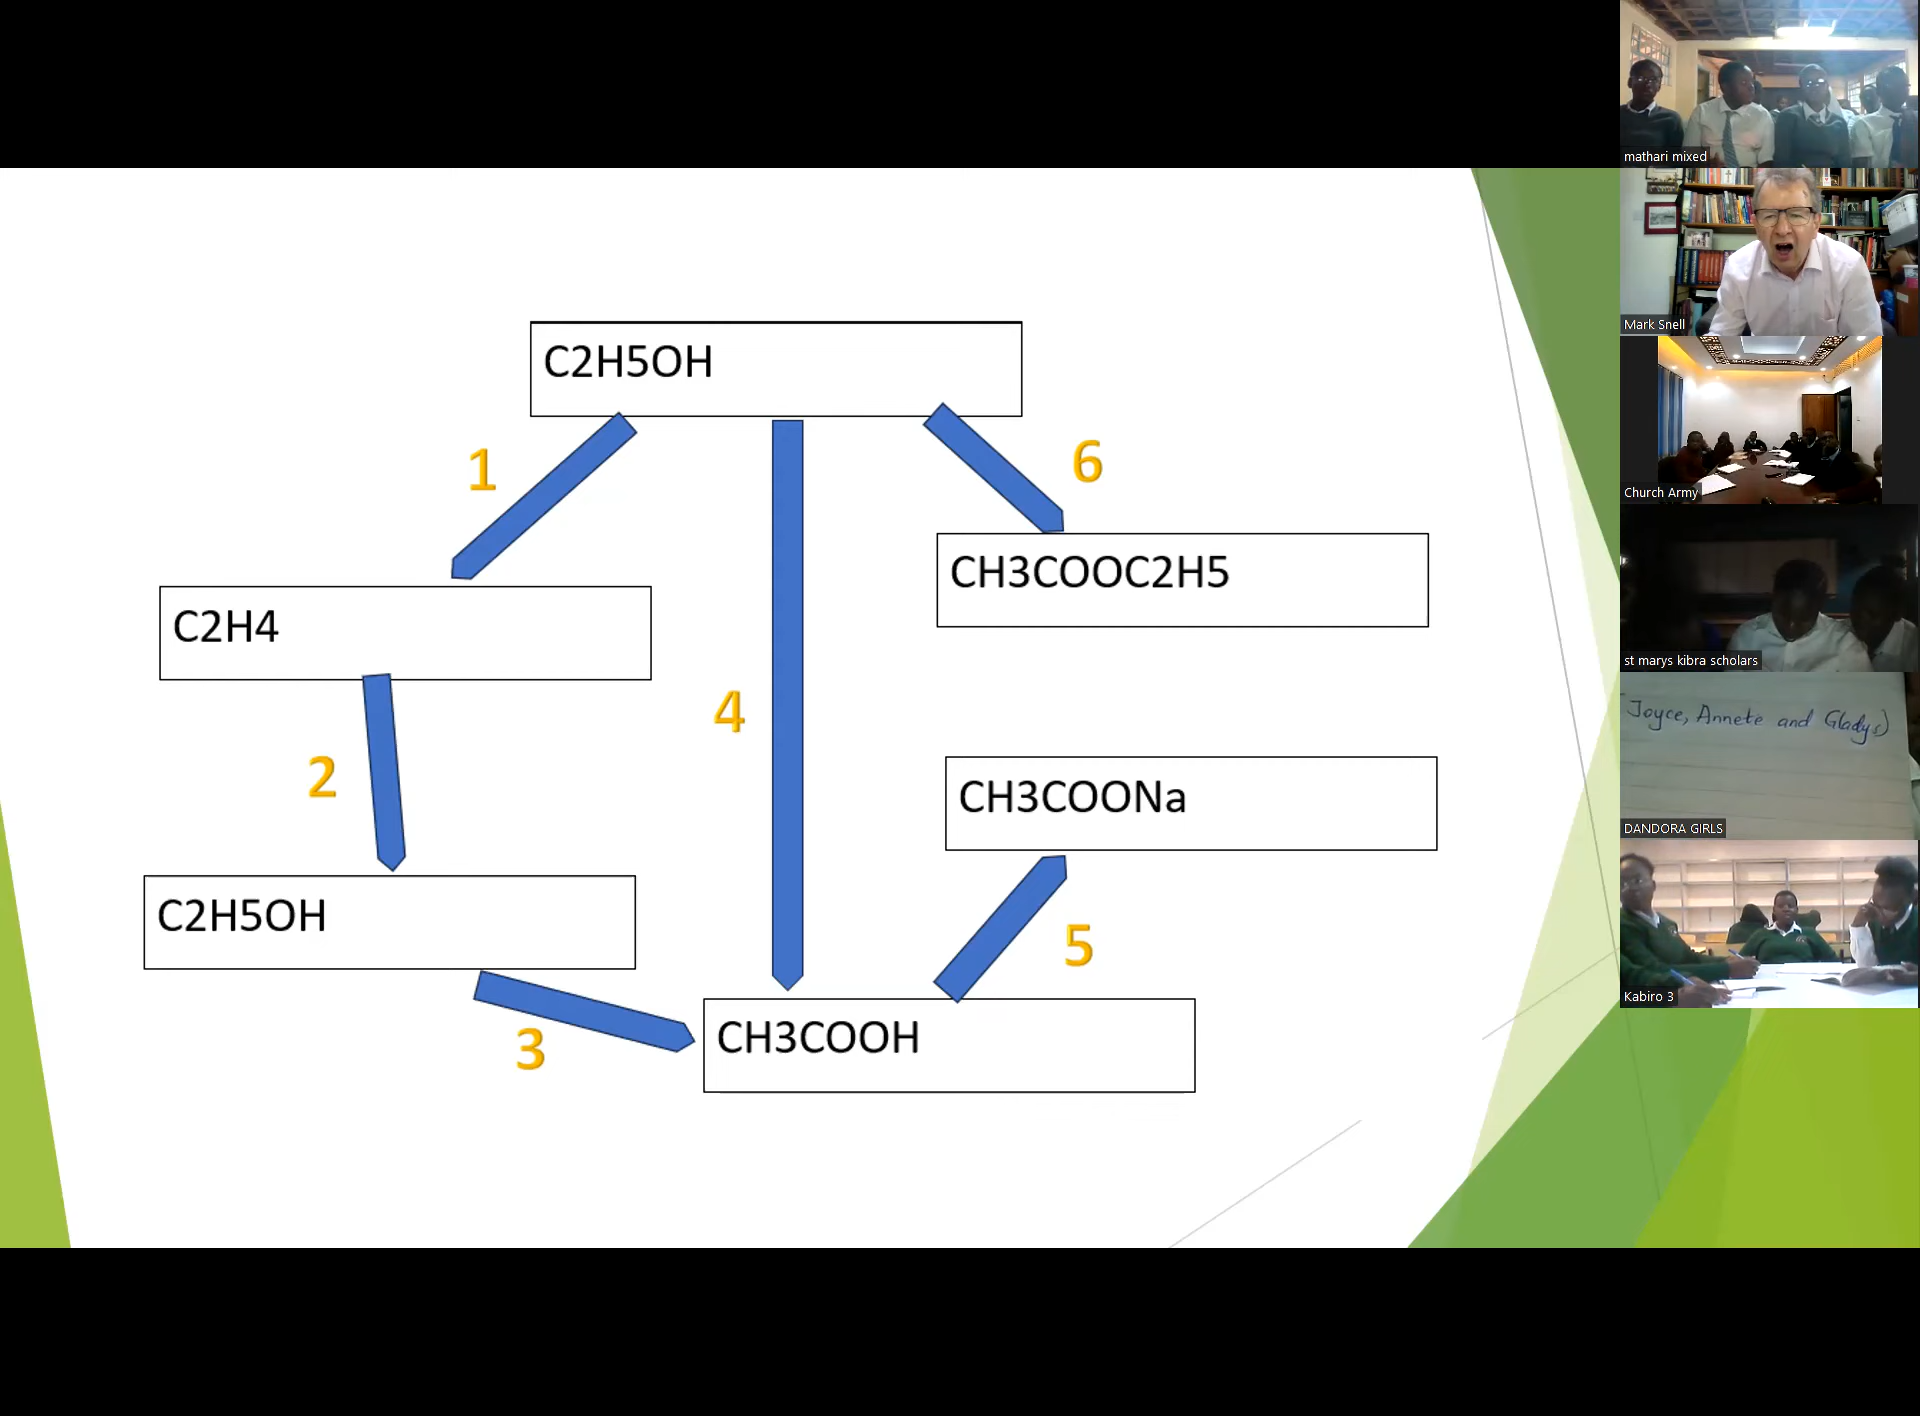 C2H5OH
1
6
CH3COOC2H5
C2H4
4
2
CH3COONa
C2H5OH
5
3
CH3COOH
mathari mixed
Mark Snell
Church Army
st marys kibra scholars
Joyce, Annete and Gladys)
DANDORA GIRLS
Kabiro 3